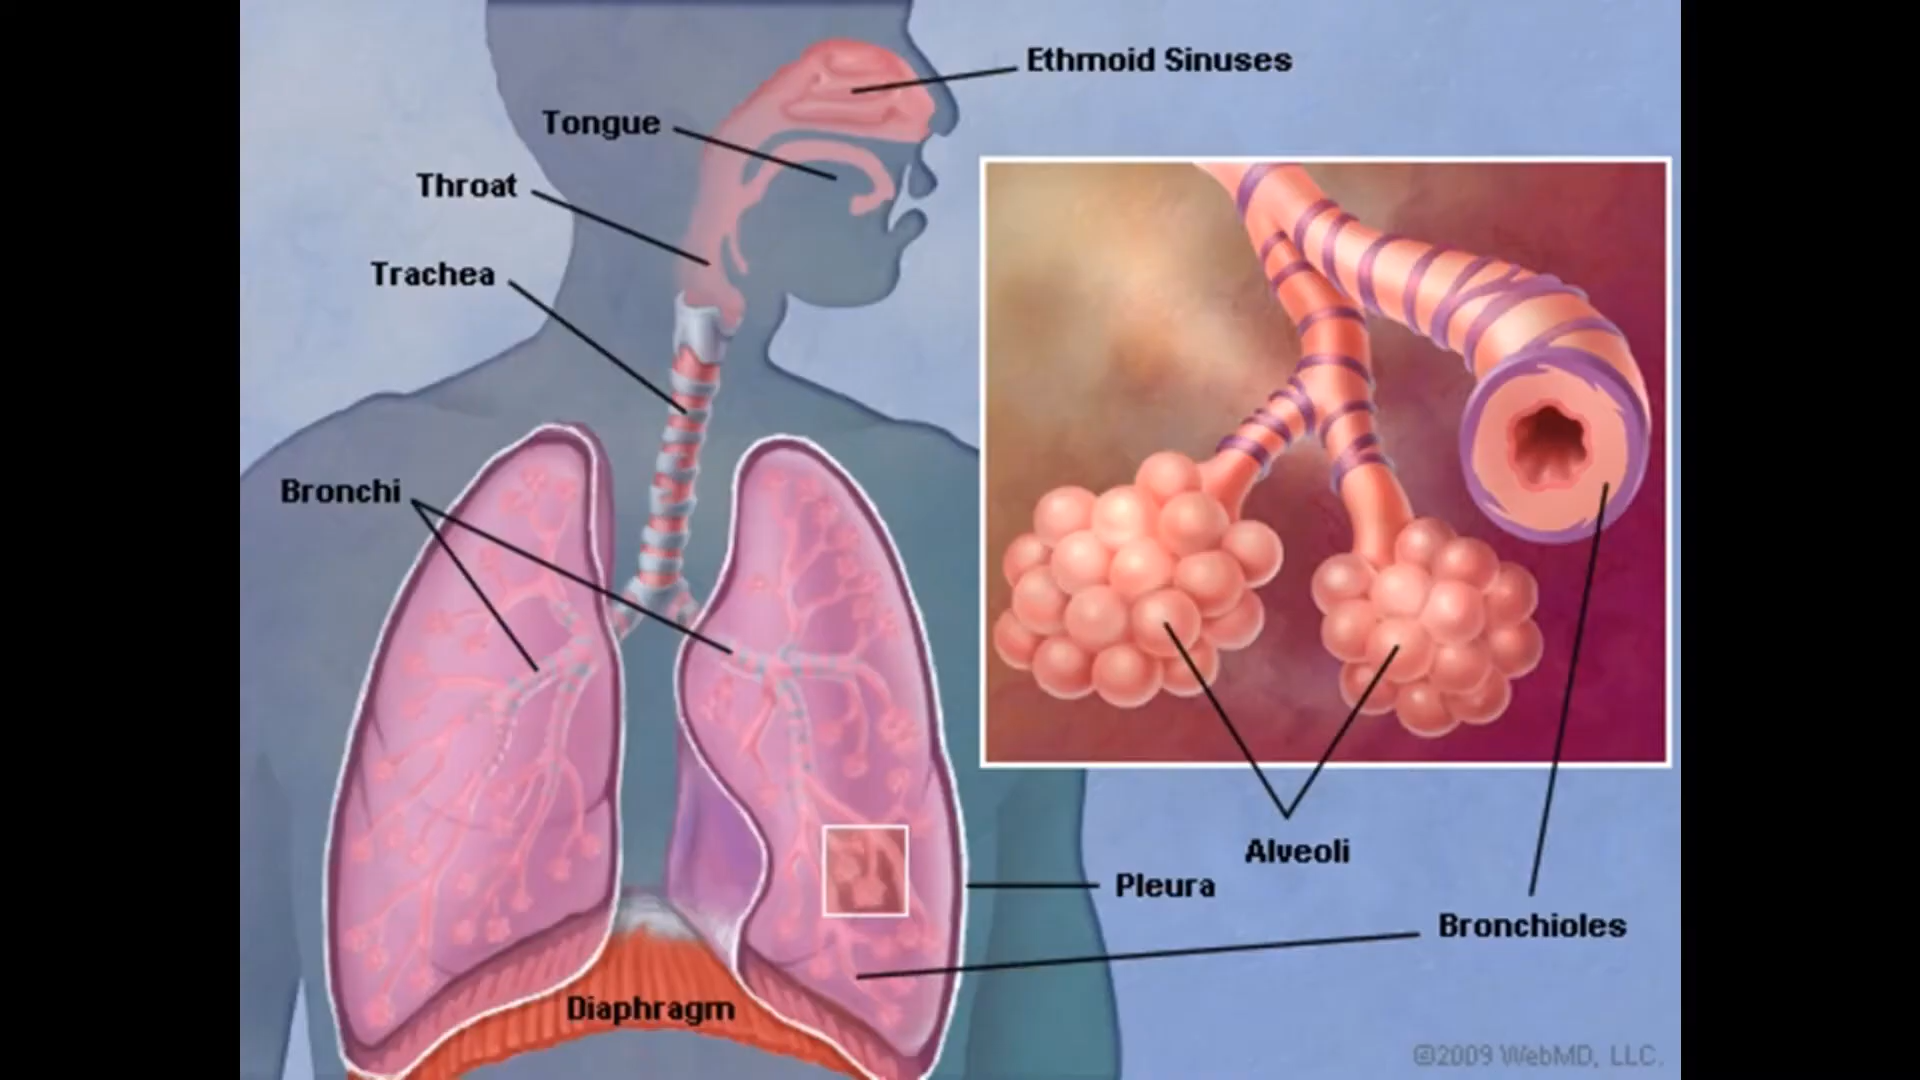 Ethmoid Sinuses
Tongue
Throat
Trachea
Bronchi
Alveoli
Pleura
Bronchioles
Diaphragm
©2009 WebMD, LLC.